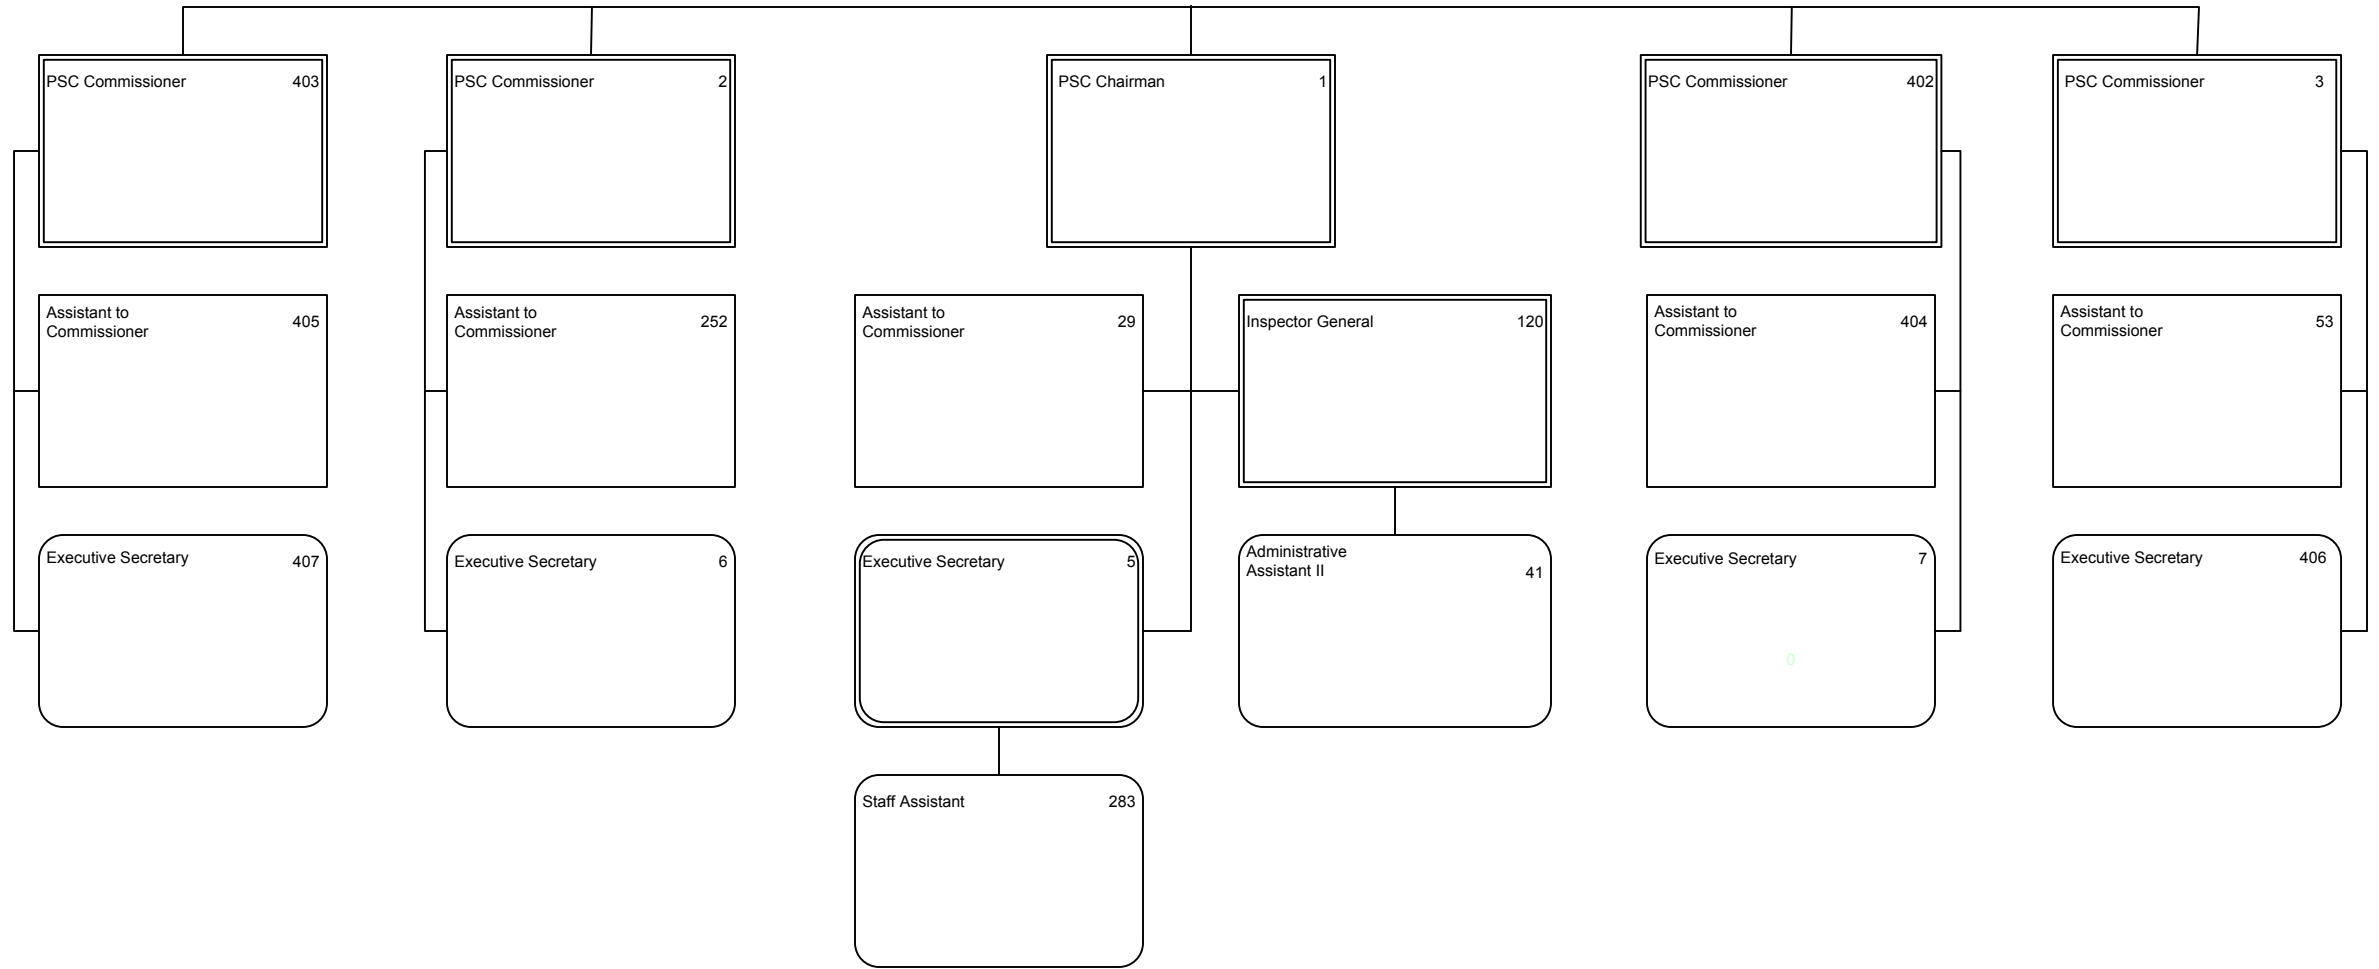 PSC Commissioner 403
PSC Commissioner 2
PSC Chairman 1
PSC Commissioner 402
PSC Commissioner 3
Assistant to
Commissioner 405
Assistant to
Commissioner 252
Assistant to
Commissioner 29
Inspector General 120
Assistant to
Commissioner 404
Assistant to
Commissioner 53
Executive Secretary 407
Executive Secretary 6
Executive Secretary 5
Administrative
Assistant II 41
Executive Secretary 7
0
Executive Secretary 406
Staff Assistant 283